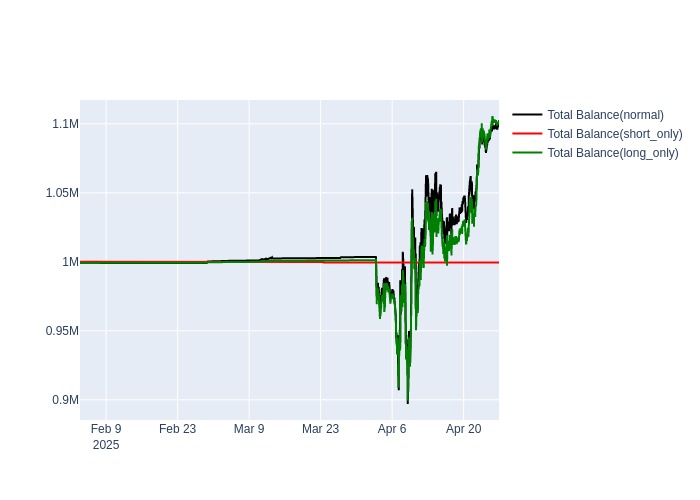 1.1M
1.05M
1M
0.95M
0.9M
Feb 9
2025
Feb 23
Mar 9
Mar 23
Apr 6
Apr 20
Total Balance(normal)
Total Balance(short_only)
Total Balance(long_only)